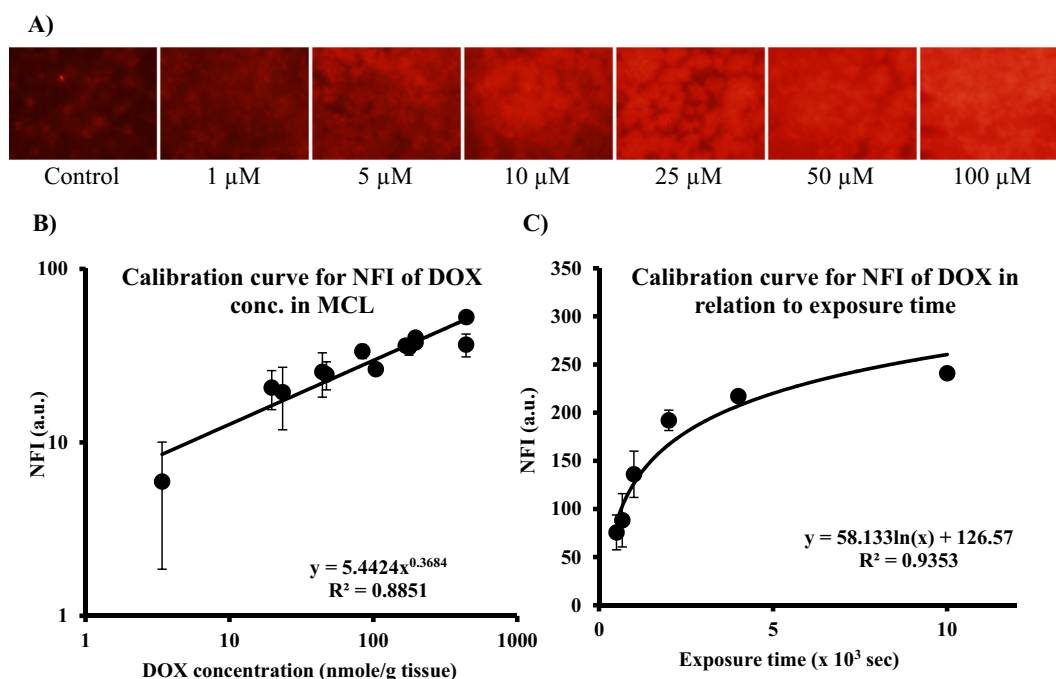 A)
Control
1 µM
5 µM
10 µM
25 µM
50 µM
100 µM
B)
Calibration curve for NFI of DOX
conc. in MCL
100
10
1
NFI (a.u.)
y = 5.4424x^0.3684
R² = 0.8851
1
10
100
1000
DOX concentration (nmole/g tissue)
C)
Calibration curve for NFI of DOX in
relation to exposure time
350
300
250
200
150
100
50
0
NFI (a.u.)
y = 58.133ln(x) + 126.57
R² = 0.9353
0
5
10
Exposure time (x 10³ sec)